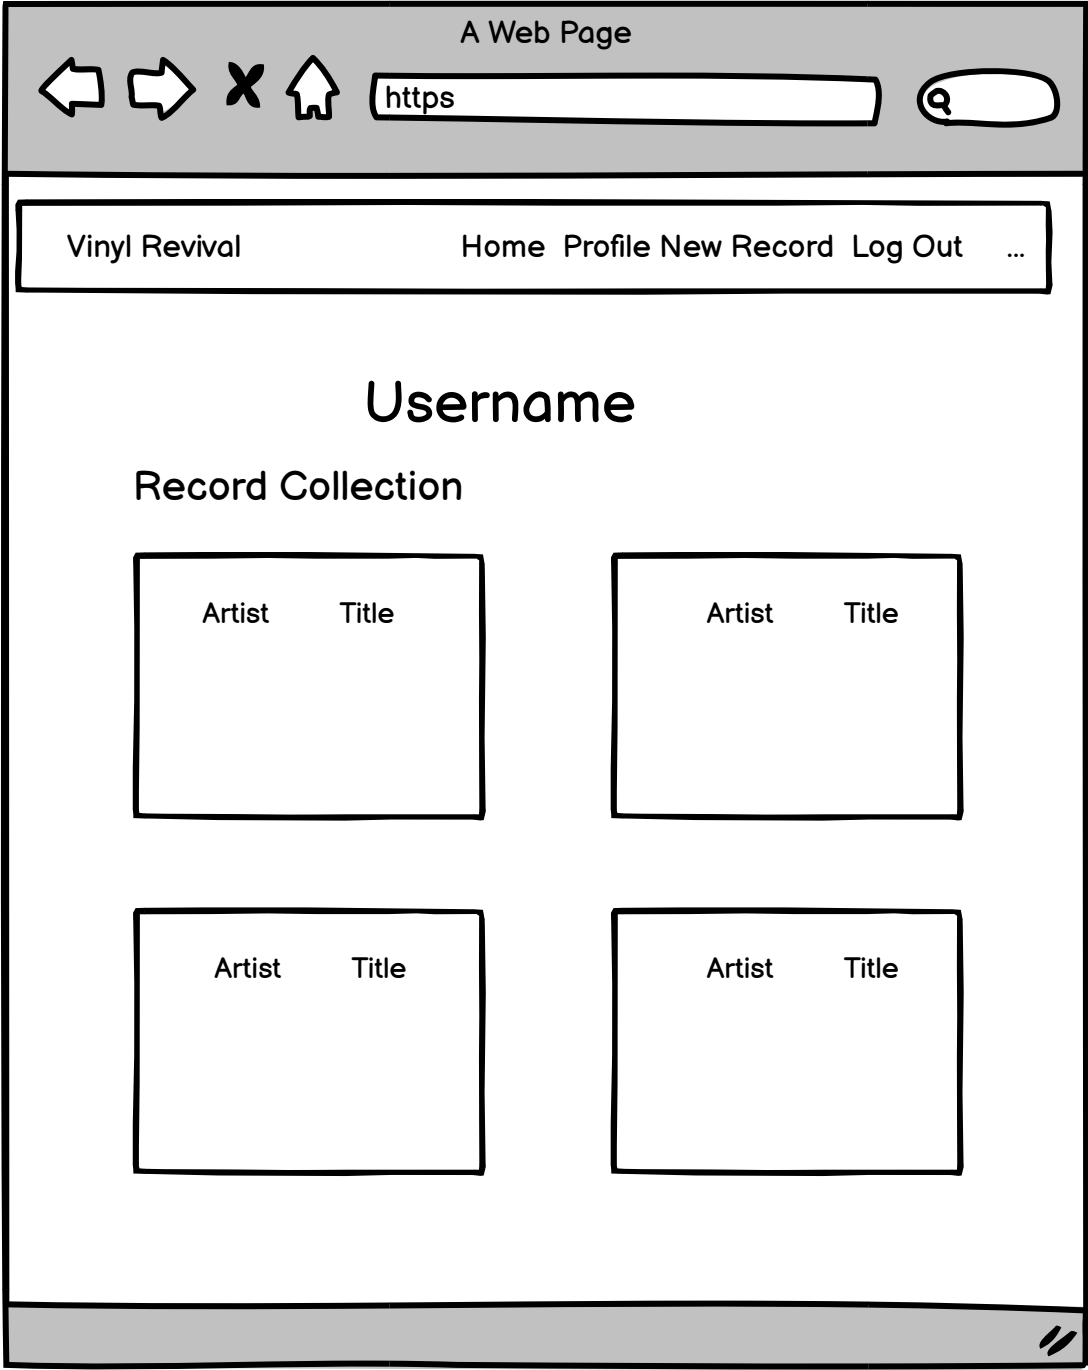 A Web Page
https
Vinyl Revival Home Profile New Record Log Out ...
Username
Record Collection
Artist Title Artist Title
Artist Title Artist Title